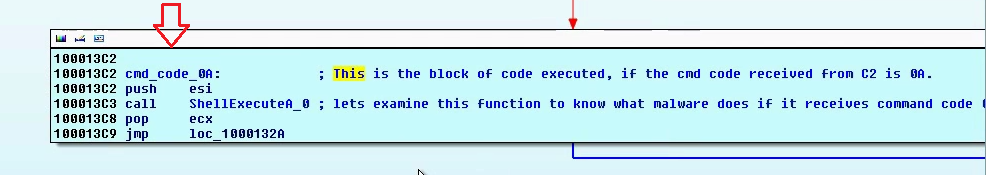 100013C2
100013C2 cmd_code_0A: ; This is the block of code executed, if the cmd code received from C2 is 0A.
100013C2 push esi
100013C3 call ShellExecuteA_0 ; lets examine this function to know what malware does if it receives command code
100013C8 pop ecx
100013C9 jmp loc_1000132A